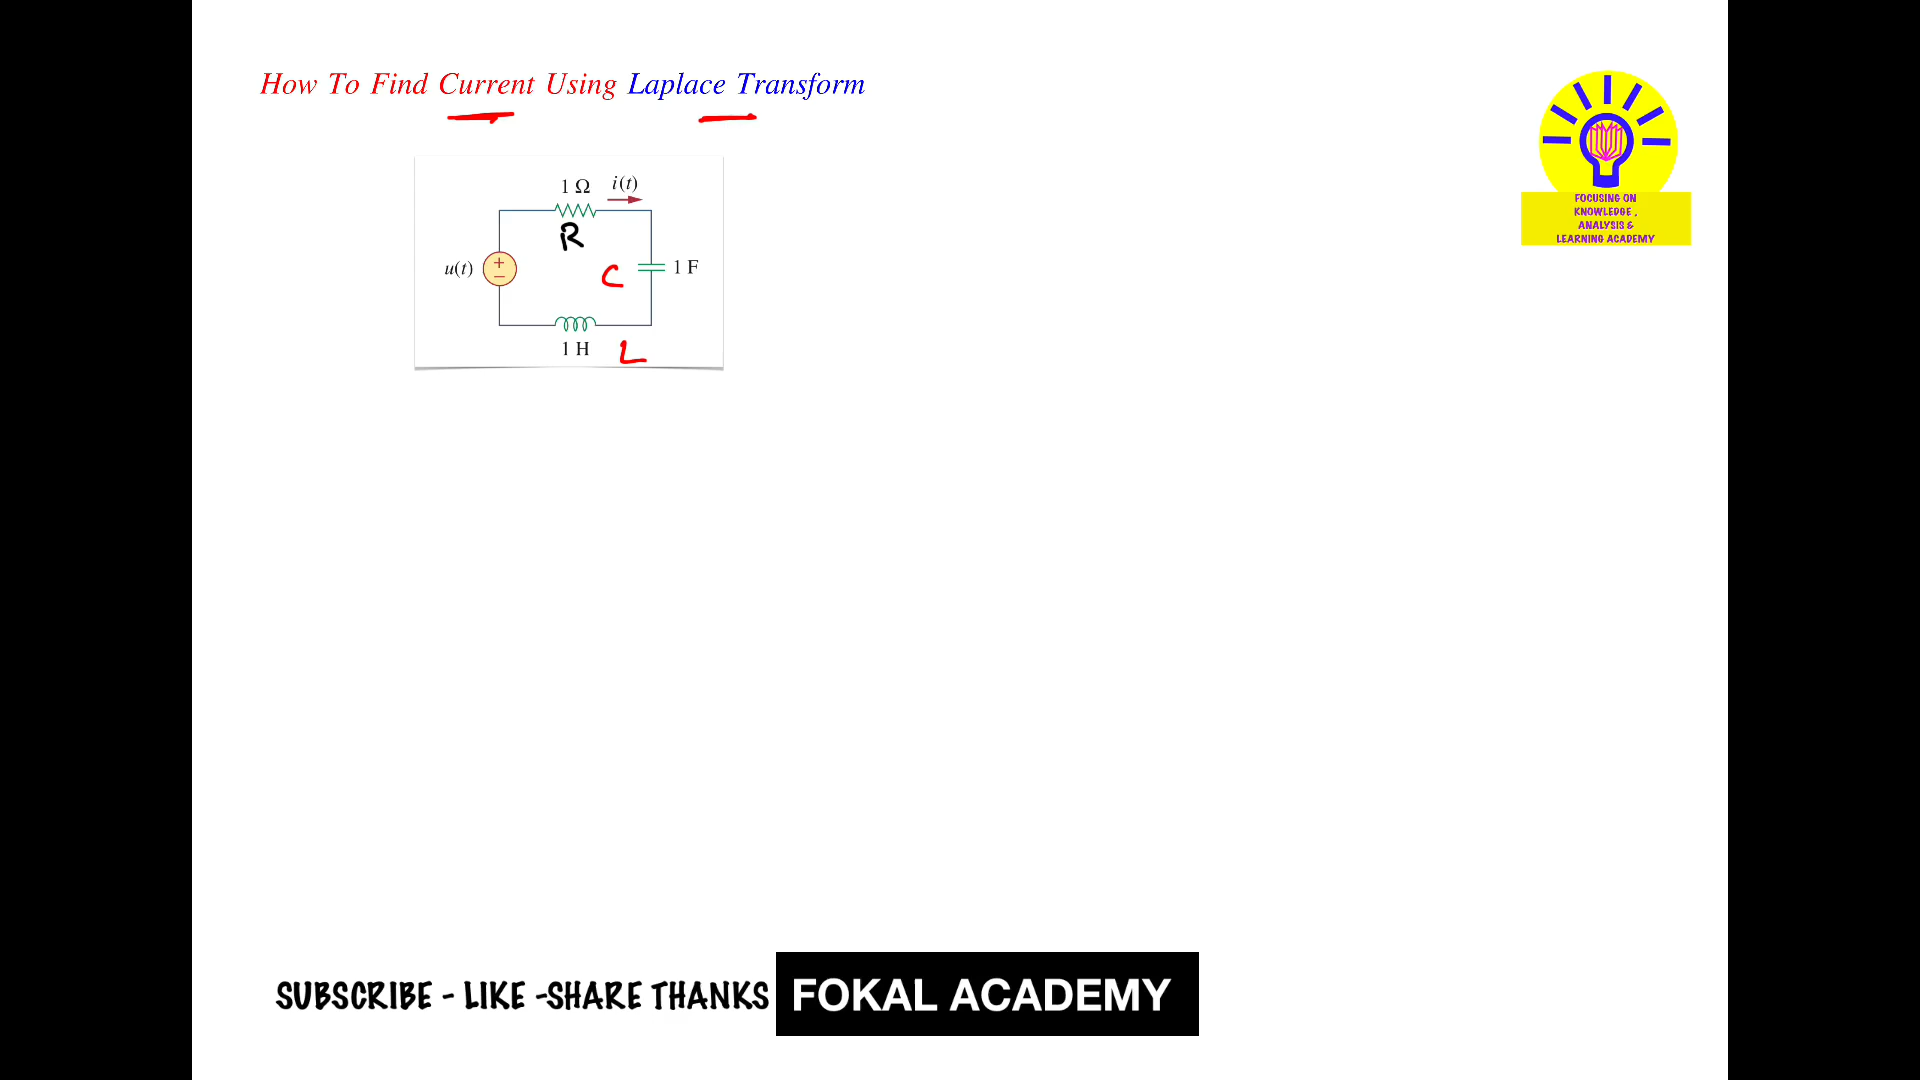 How To Find Current Using Laplace Transform
1 Ω i(t)
R
u(t)
+
−
C
1 F
1 H
L
FOCUSING ON
KNOWLEDGE ,
ANALYSIS &
LEARNING ACADEMY
SUBSCRIBE - LIKE -SHARE THANKS
FOKAL ACADEMY